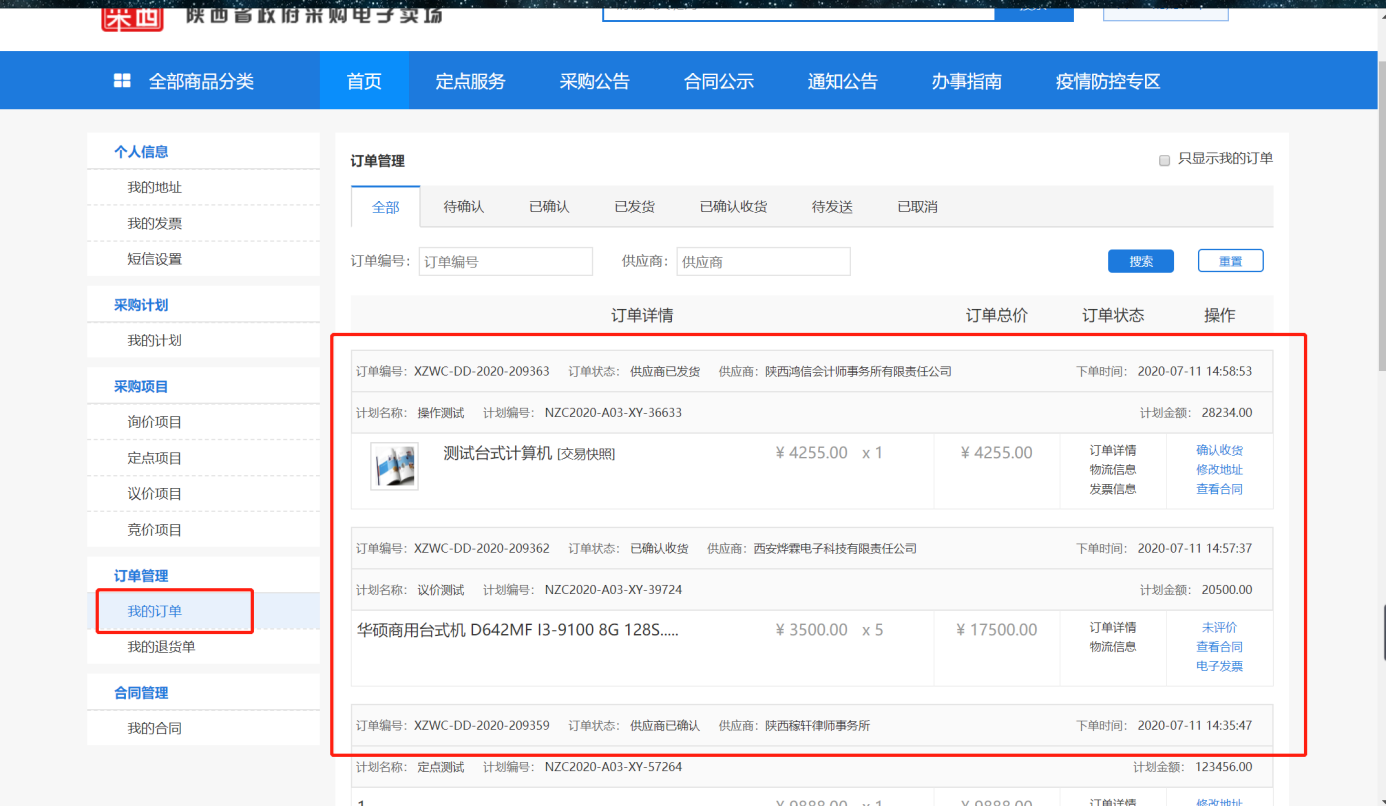 采西 陕西省政府采购电子卖场
全部商品分类 首页 定点服务 采购公告 合同公示 通知公告 办事指南 疫情防控专区
个人信息
我的地址
我的发票
短信设置
采购计划
我的计划
采购项目
询价项目
定点项目
议价项目
竞价项目
订单管理
我的订单
我的退货单
合同管理
我的合同
订单管理 只显示我的订单
全部 待确认 已确认 已发货 已确认收货 待发送 已取消
订单编号： 订单编号 供应商： 供应商 搜索 重置
订单详情 订单总价 订单状态 操作
订单编号：XZWC-DD-2020-209363 订单状态： 供应商已发货 供应商：陕西鸿信会计师事务所有限责任公司 下单时间： 2020-07-11 14:58:53
计划名称： 操作测试 计划编号： NZC2020-A03-XY-36633 计划金额： 28234.00
测试台式计算机 [交易快照] ¥ 4255.00 x 1 ¥ 4255.00 订单详情 确认收货
物流信息 修改地址
发票信息 查看合同
订单编号：XZWC-DD-2020-209362 订单状态： 已确认收货 供应商：西安烨霖电子科技有限责任公司 下单时间： 2020-07-11 14:57:37
计划名称： 议价测试 计划编号： NZC2020-A03-XY-39724 计划金额： 20500.00
华硕商用台式机 D642MF I3-9100 8G 128S..... ¥ 3500.00 x 5 ¥ 17500.00 订单详情 未评价
物流信息 查看合同
电子发票
订单编号：XZWC-DD-2020-209359 订单状态： 供应商已确认 供应商：陕西稼轩律师事务所 下单时间： 2020-07-11 14:35:47
计划名称： 定点测试 计划编号： NZC2020-A03-XY-57264 计划金额： 123456.00
1 ¥ 9888.00 x 1 ¥ 9888.00 订单详情 修改地址